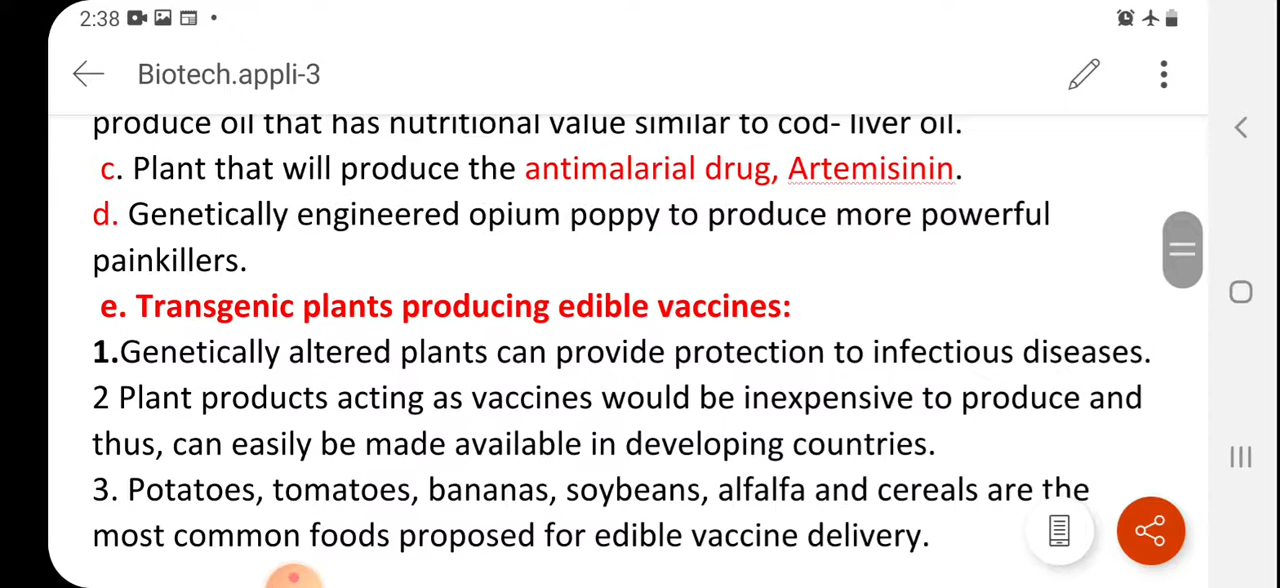 2:38
Biotech.appli-3
produce oil that has nutritional value similar to cod- liver oil.
c. Plant that will produce the antimalarial drug, Artemisinin.
d. Genetically engineered opium poppy to produce more powerful
painkillers.
e. Transgenic plants producing edible vaccines:
1.Genetically altered plants can provide protection to infectious diseases.
2 Plant products acting as vaccines would be inexpensive to produce and
thus, can easily be made available in developing countries.
3. Potatoes, tomatoes, bananas, soybeans, alfalfa and cereals are the
most common foods proposed for edible vaccine delivery.